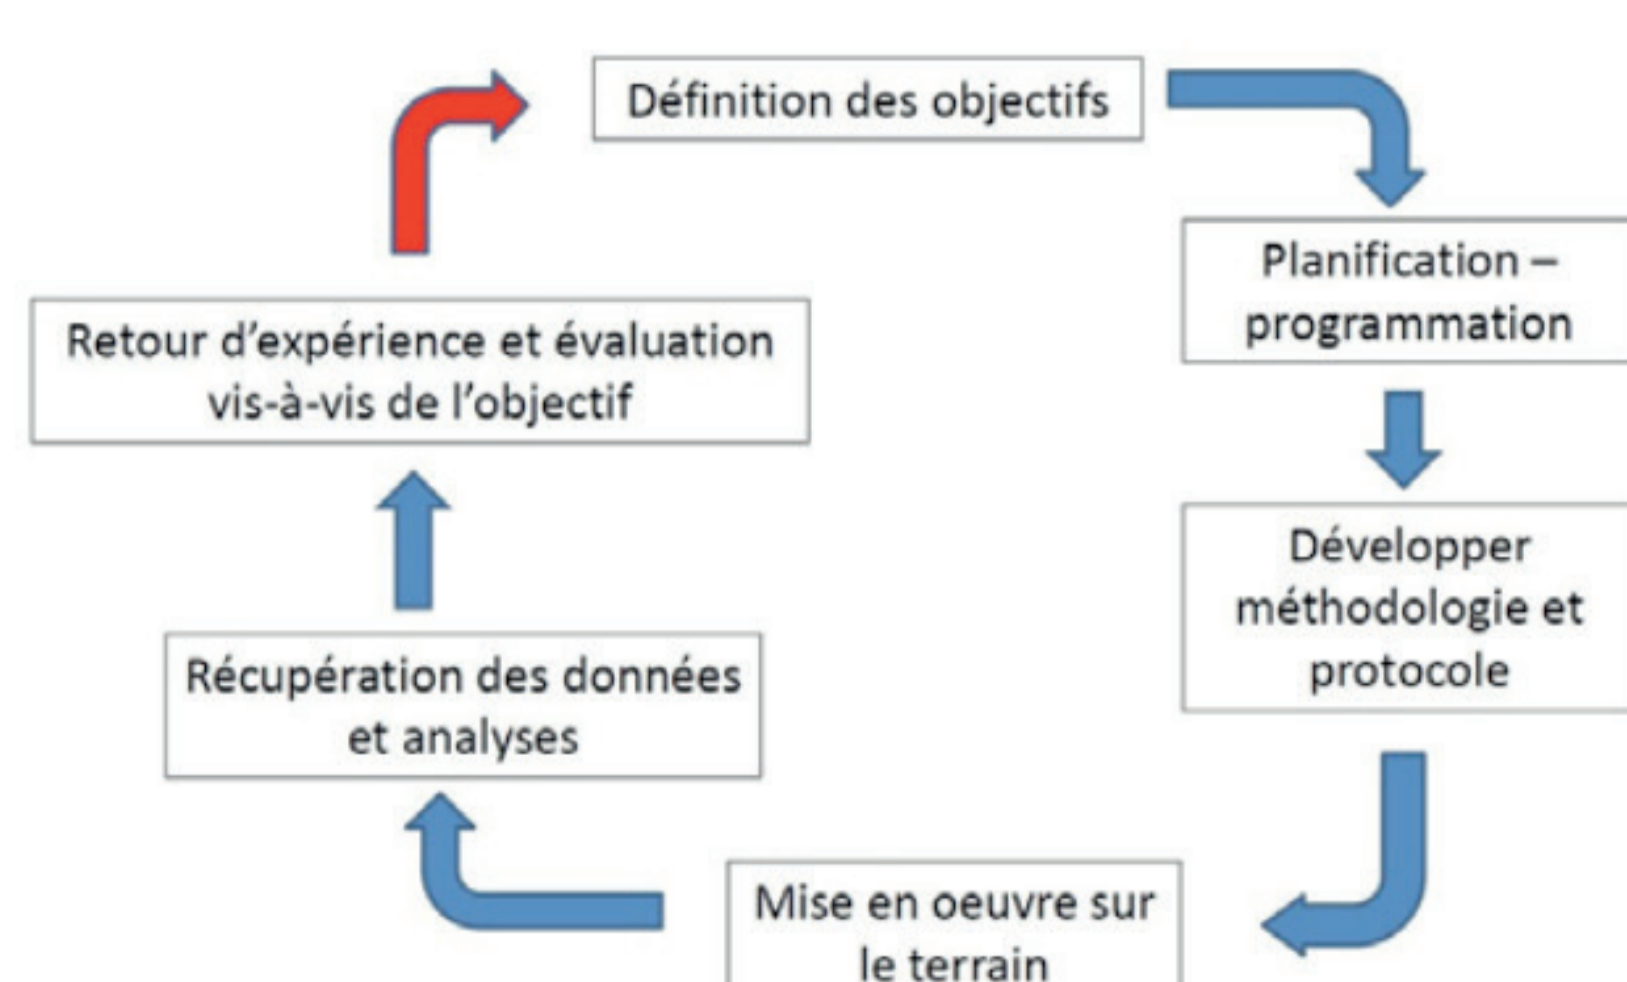 Définition des objectifs
Planification –
programmation
Développer
méthodologie et
protocole
Mise en oeuvre sur
le terrain
Récupération des données
et analyses
Retour d’expérience et évaluation
vis-à-vis de l’objectif